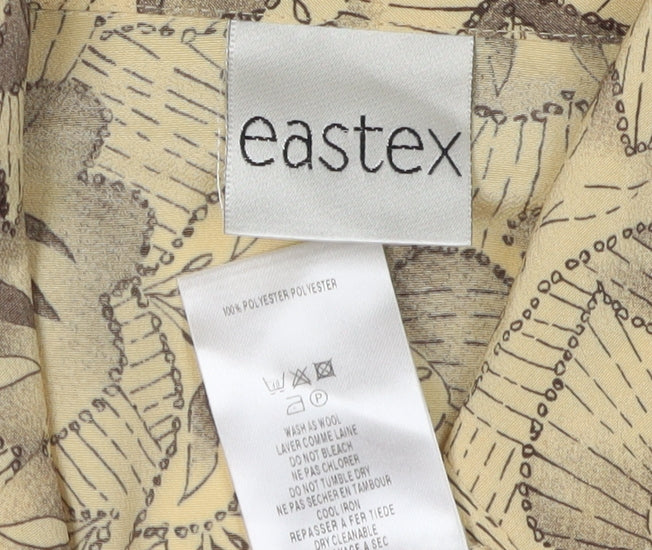 eastex
100% POLYESTER POLYESTER
P
WASH AS WOOL
LAVER COMME LAINE
DO NOT BLEACH
NE PAS CHLORER
DO NOT TUMBLE DRY
NE PAS SECHER EN TAMBOUR
COOL IRON
REPASSER A FER TIEDE
DRY CLEANABLE
A SEC